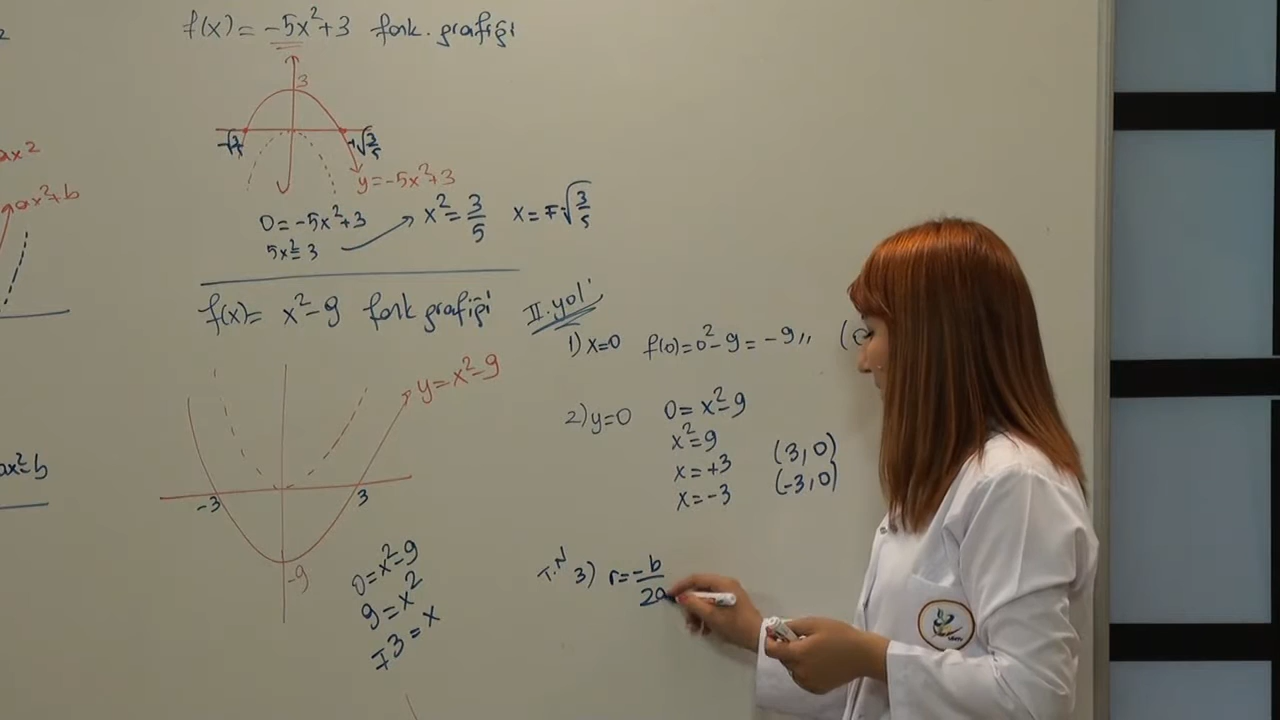 f(x) = -5x²+3 fonk. grafiği
3
-√3/5 +√3/5
y=-5x²+3
0=-5x²+3
5x²=3
x²=3/5 x=∓√3/5
ax²
ax²+b
f(x)= x²-9 fonk grafiği
II. yol
1) x=0 f(0)=0²-9=-9,, (0
y=x²-9
2) y=0 0=x²-9
x²=9
x=+3 (3,0)
x=-3 (-3,0)
ax²-b
-3 3
-9
0=x²-9
9=x²
∓3=x
T.N 3) r=-b/2a